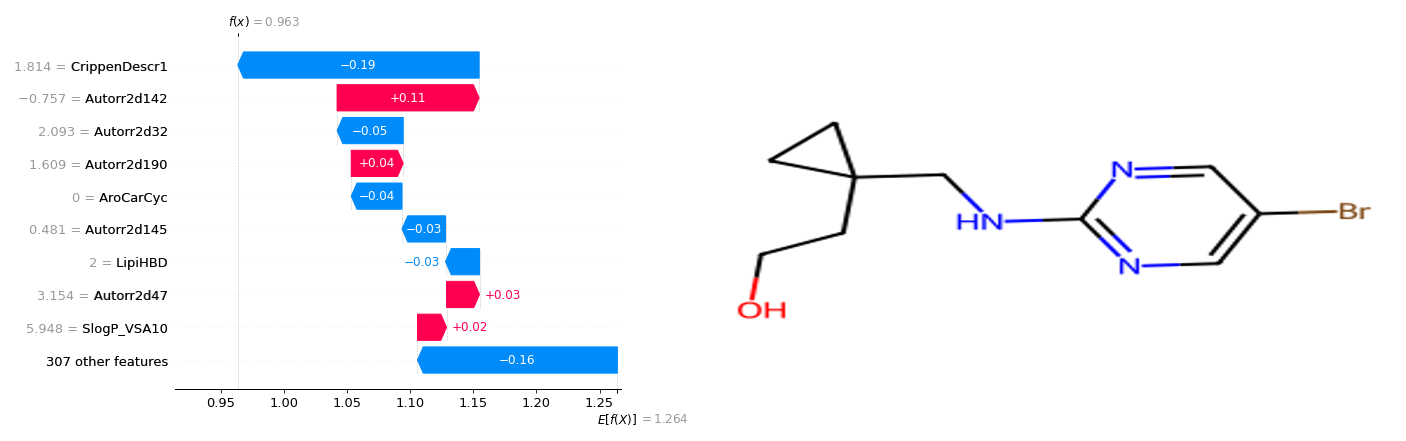 f(x) = 0.963
1.814 = CrippenDescr1
−0.19
−0.757 = Autorr2d142
+0.11
2.093 = Autorr2d32
−0.05
1.609 = Autorr2d190
+0.04
0 = AroCarCyc
−0.04
0.481 = Autorr2d145
−0.03
2 = LipiHBD
−0.03
3.154 = Autorr2d47
+0.03
5.948 = SlogP_VSA10
+0.02
307 other features
−0.16
0.95 1.00 1.05 1.10 1.15 1.20 1.25
E[f(X)] = 1.264
N
Br
HN
N
OH